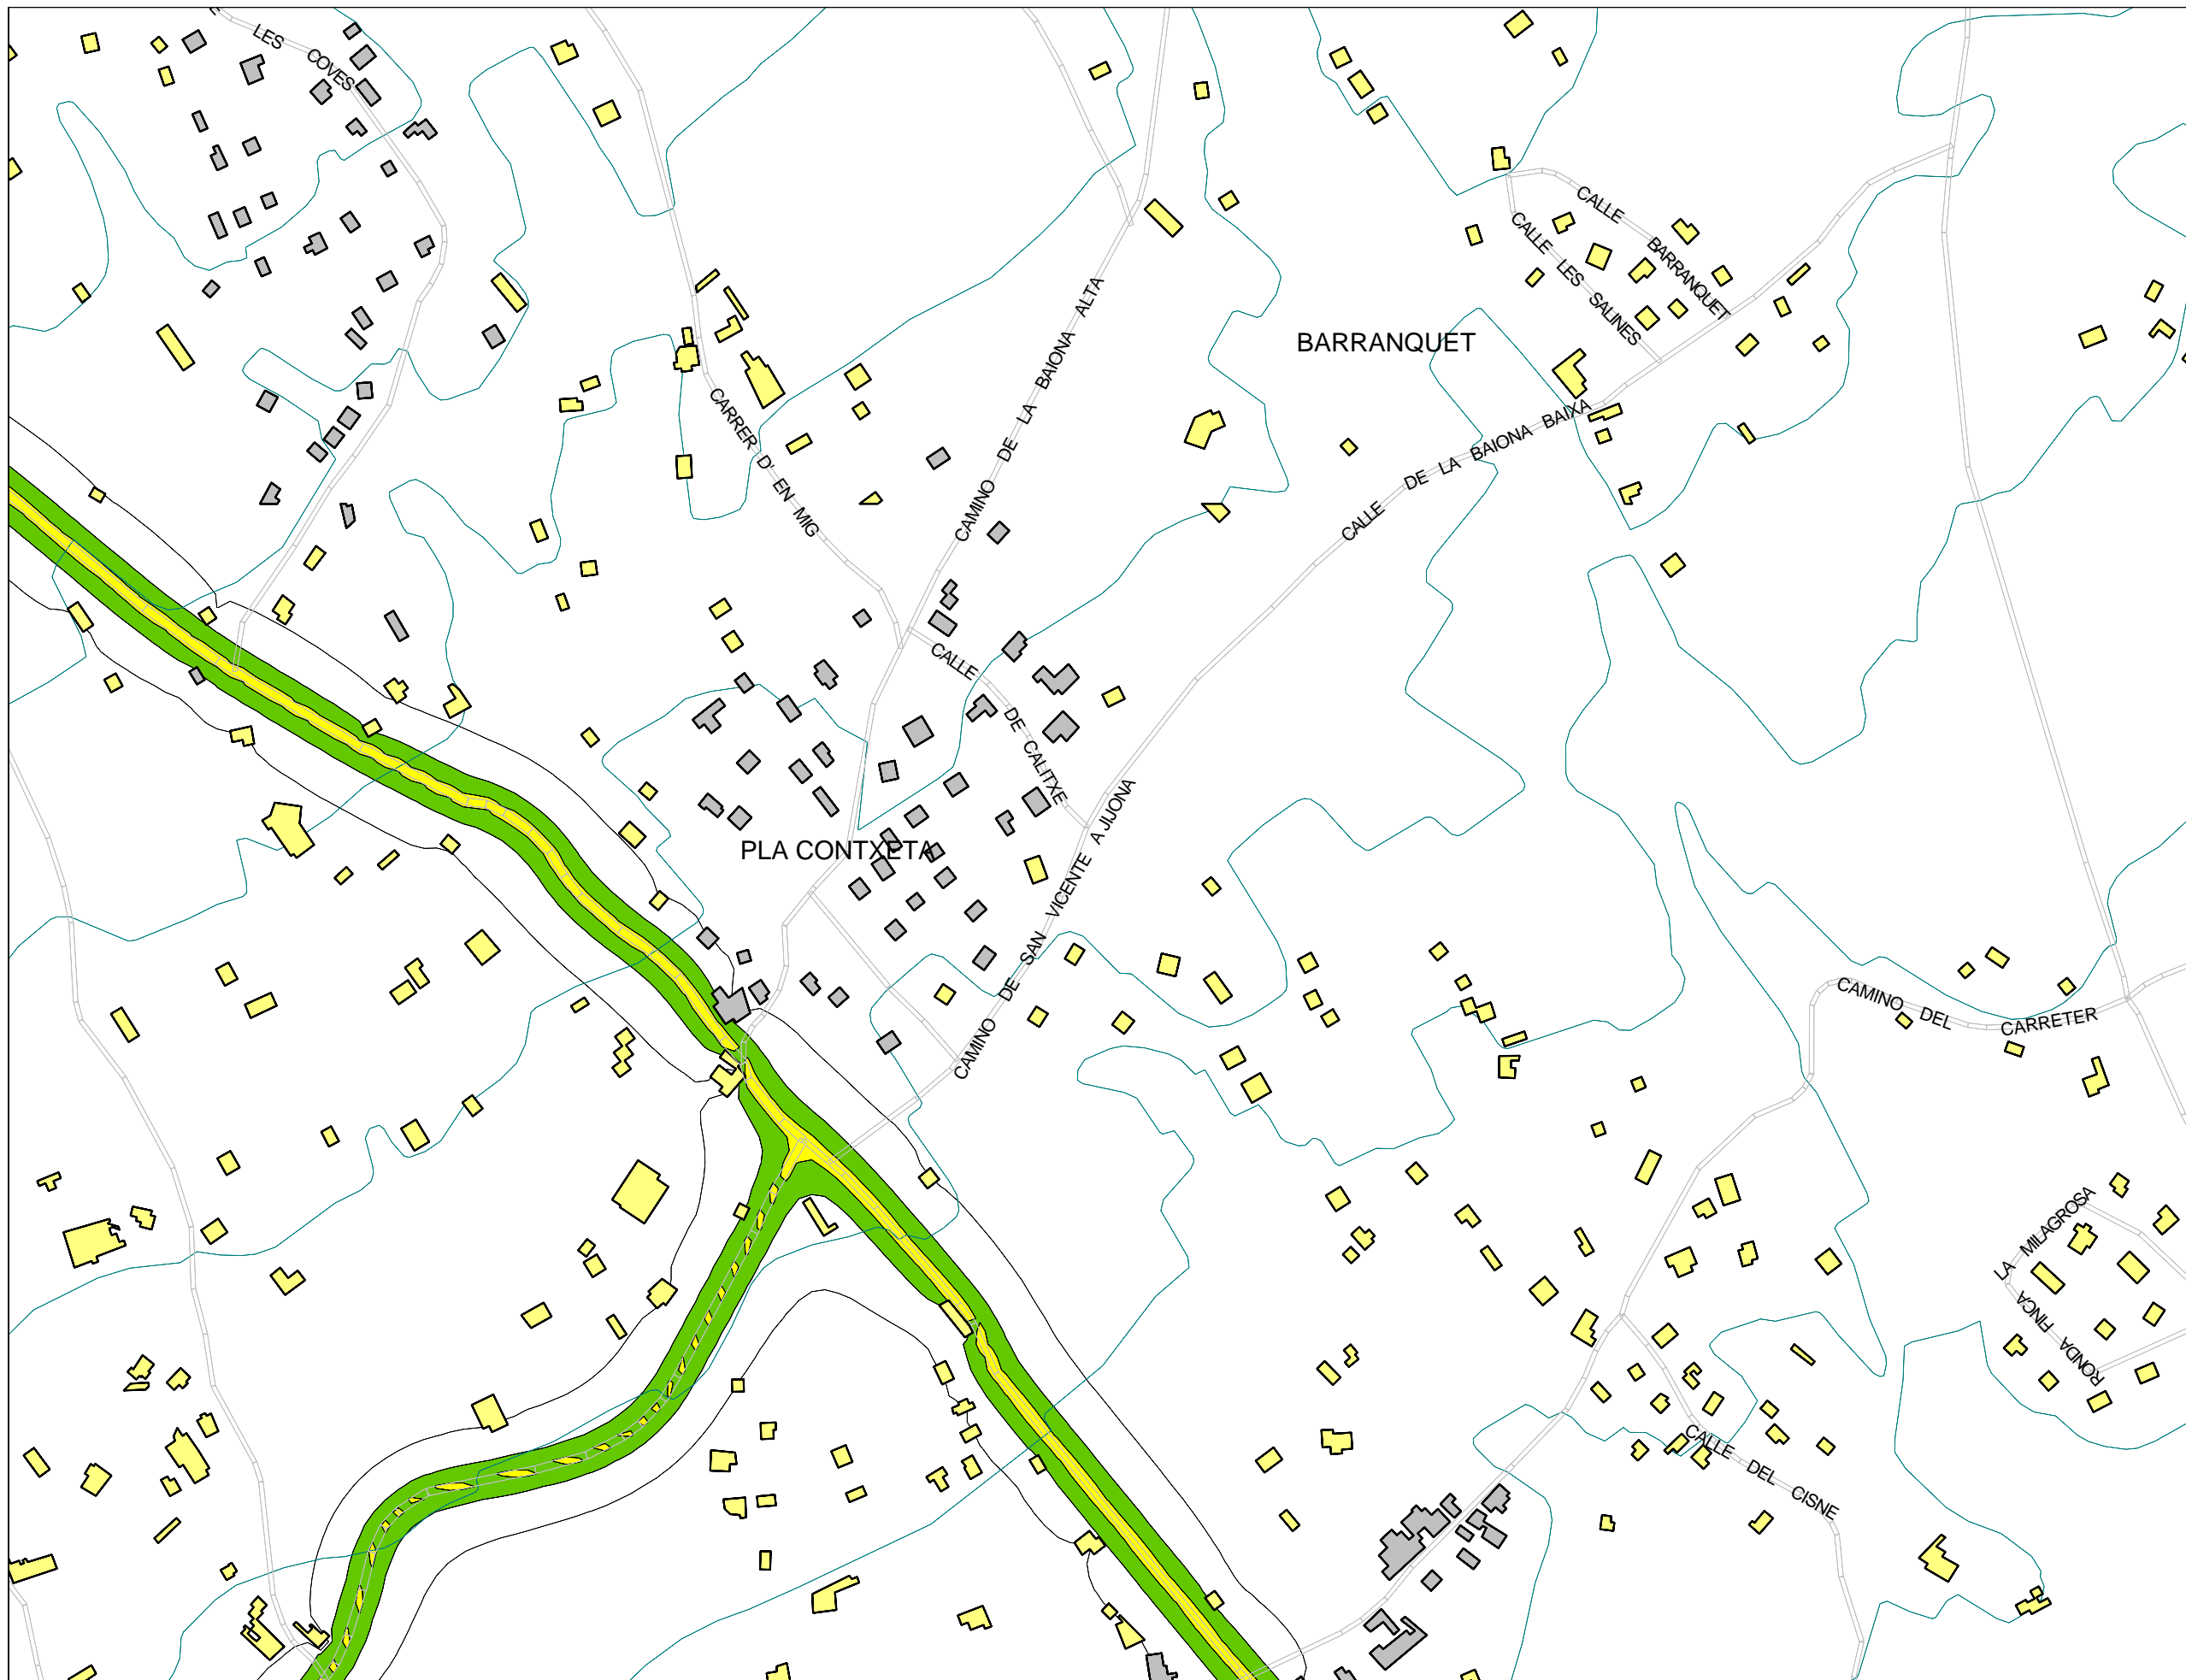 LES COVES
CALLE BARRANQUET
CALLE LES SALINES
BARRANQUET
CAMINO DE LA BAIONA ALTA
CARRER D' EN MIG
CALLE DE LA BAIONA BAIXA
CALLE DE CALITXE
PLA CONTXETA
CAMINO DE SAN VICENTE A JIJONA
CAMINO DEL CARRETER
RONDA FINCA LA MILAGROSA
CALLE DEL CISNE